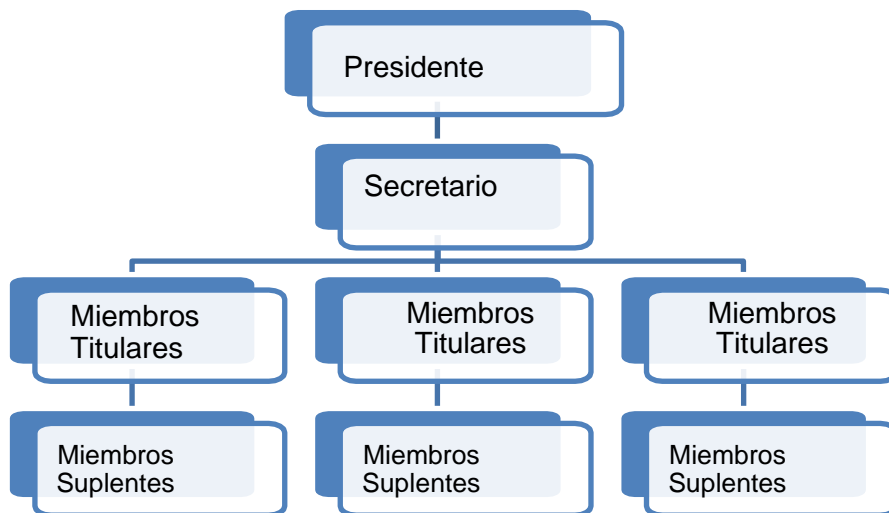 Presidente
Secretario
Miembros
Titulares
Miembros
Titulares
Miembros
Titulares
Miembros
Suplentes
Miembros
Suplentes
Miembros
Suplentes